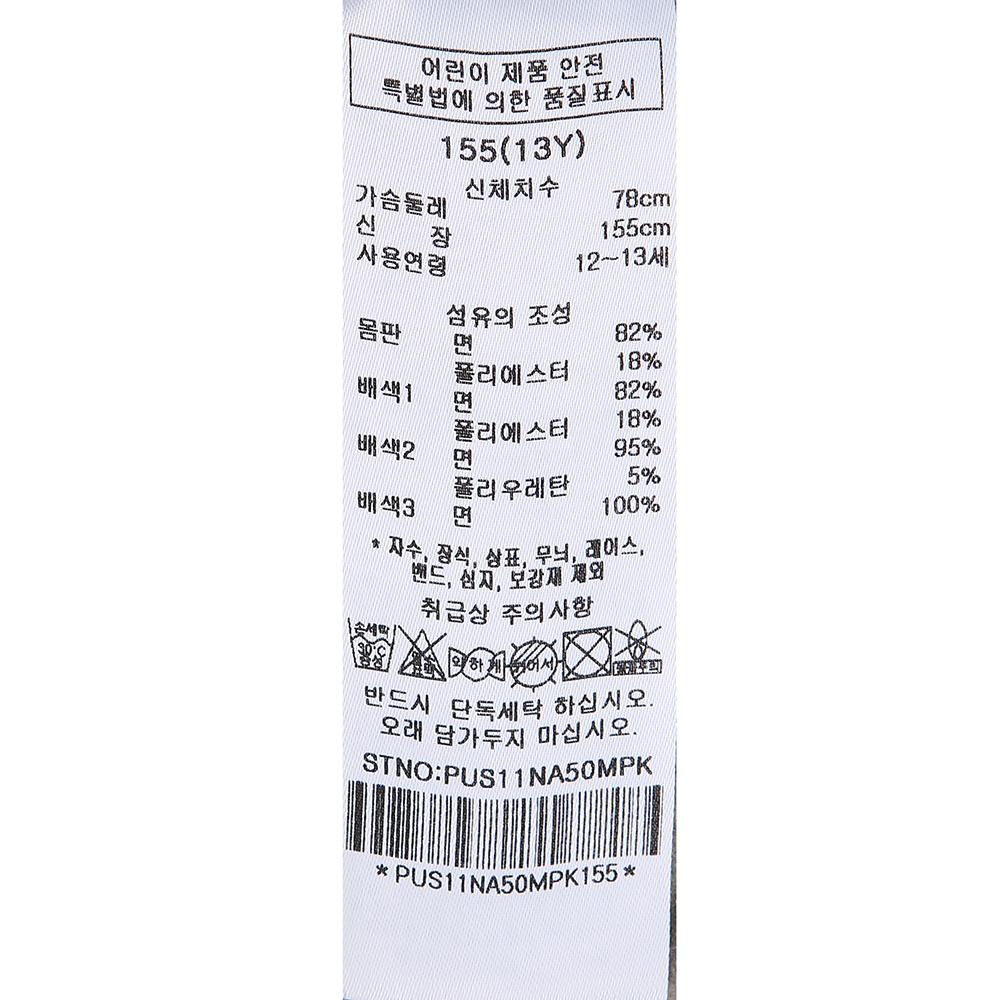 어린이 제품 안전
특별법에 의한 품질표시
155(13Y)
신체치수
가슴둘레 78cm
신 장 155cm
사용연령 12~13세
섬유의 조성
몸판 면 82%
폴리에스터 18%
배색1 면 82%
폴리에스터 18%
배색2 면 95%
폴리우레탄 5%
배색3 면 100%
* 자수, 장식, 상표, 무늬, 레이스,
밴드, 심지, 보강재 제외
취급상 주의사항
손세탁
30℃
중성
약하게
뉘어서
반드시 단독세탁 하십시오.
오래 담가두지 마십시오.
STNO:PUS11NA50MPK
*PUS11NA50MPK155*